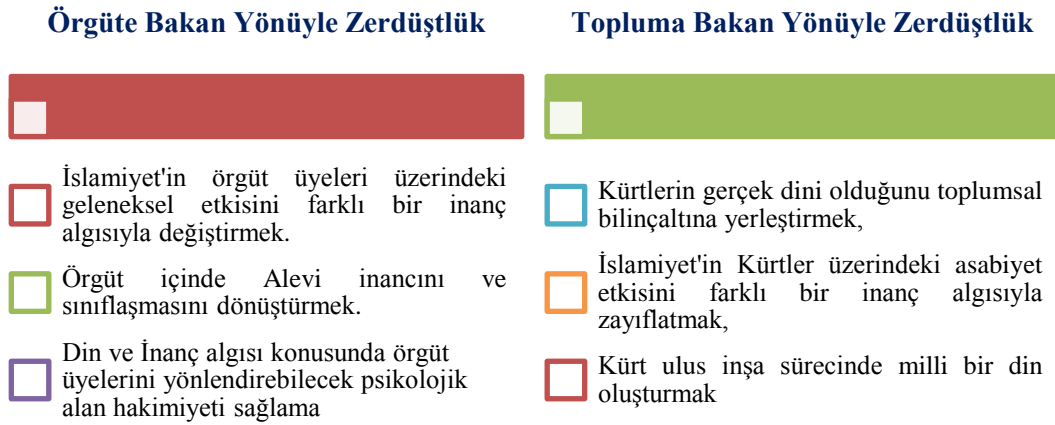 Örgüte Bakan Yönüyle Zerdüştlük
İslamiyet'in örgüt üyeleri üzerindeki
geleneksel etkisini farklı bir inanç
algısıyla değiştirmek.
Örgüt içinde Alevi inancını ve
sınıflaşmasını dönüştürmek.
Din ve İnanç algısı konusunda örgüt
üyelerini yönlendirebilecek psikolojik
alan hakimiyeti sağlama
Topluma Bakan Yönüyle Zerdüştlük
Kürtlerin gerçek dini olduğunu toplumsal
bilinçaltına yerleştirmek,
İslamiyet'in Kürtler üzerindeki asabiyet
etkisini farklı bir inanç algısıyla
zayıflatmak,
Kürt ulus inşa sürecinde milli bir din
oluşturmak